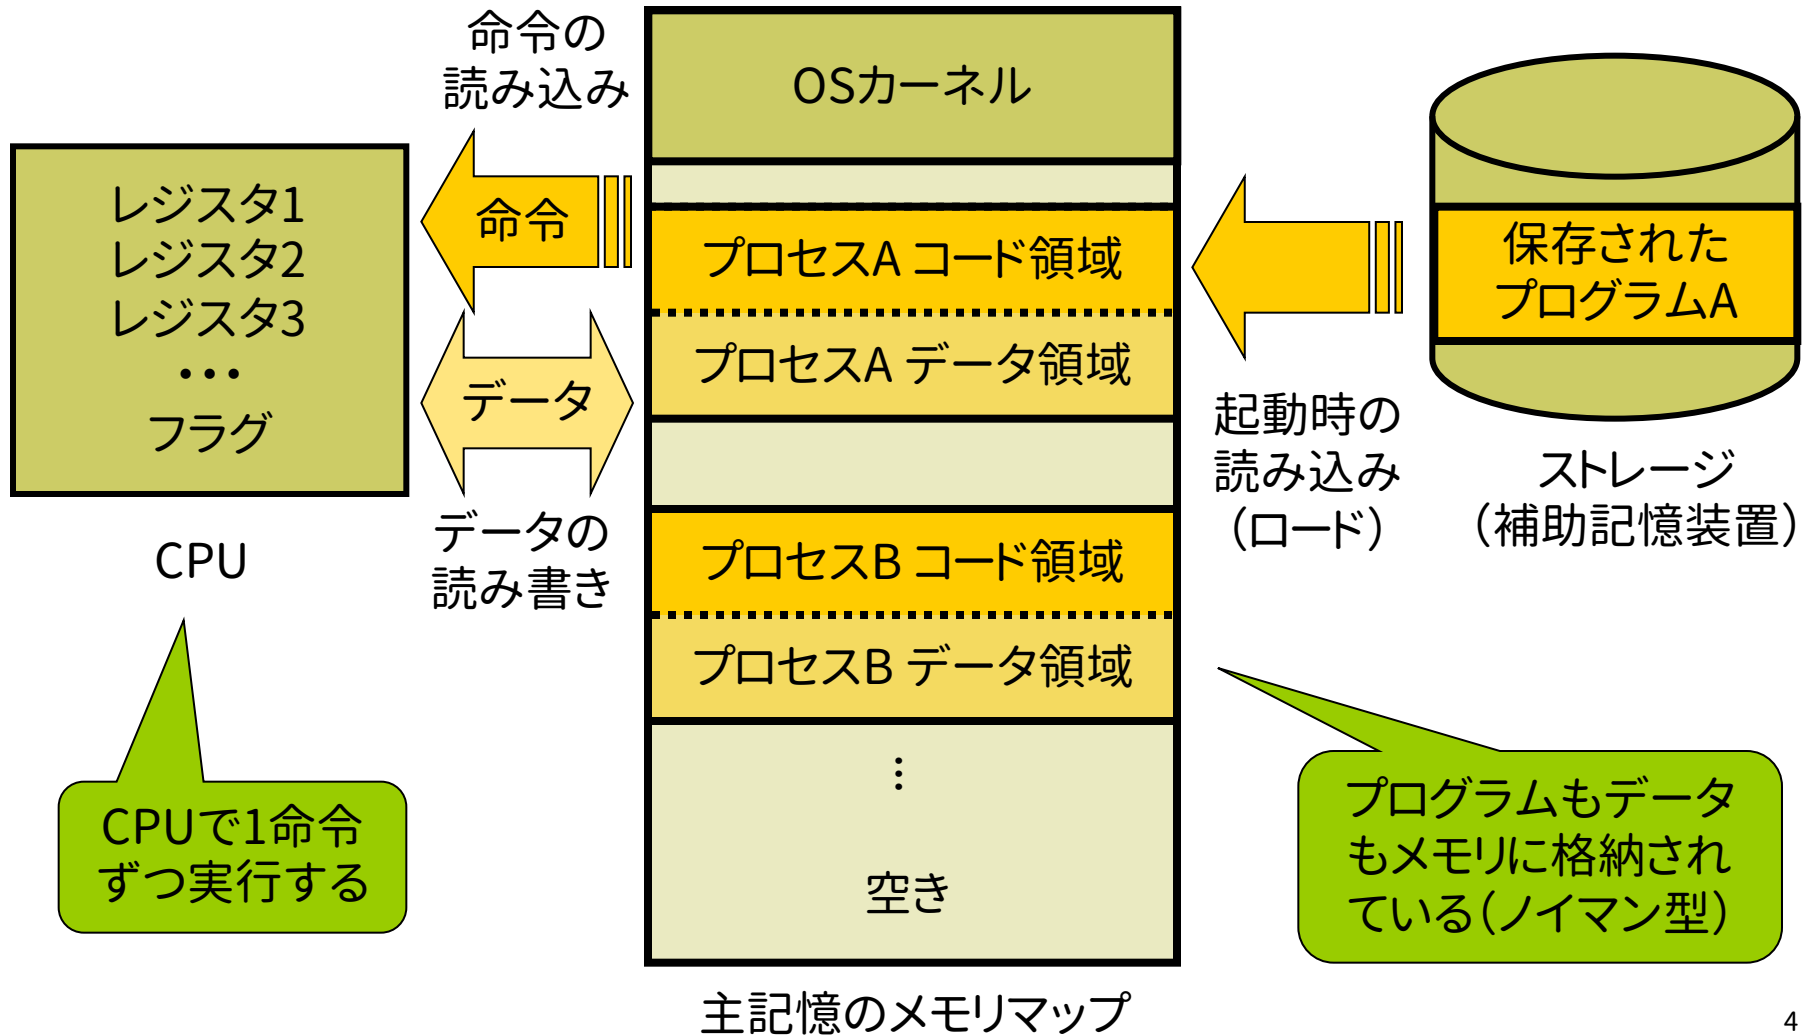 命令の
読み込み
OSカーネル
レジスタ1
レジスタ2
レジスタ3
・・・
フラグ
CPU
命令
データ
データの
読み書き
プロセスA コード領域
プロセスA データ領域
プロセスB コード領域
プロセスB データ領域
⋮
空き
主記憶のメモリマップ
保存された
プログラムA
起動時の
読み込み
（ロード）
ストレージ
（補助記憶装置）
CPUで1命令
ずつ実行する
プログラムもデータ
もメモリに格納され
ている（ノイマン型）
4